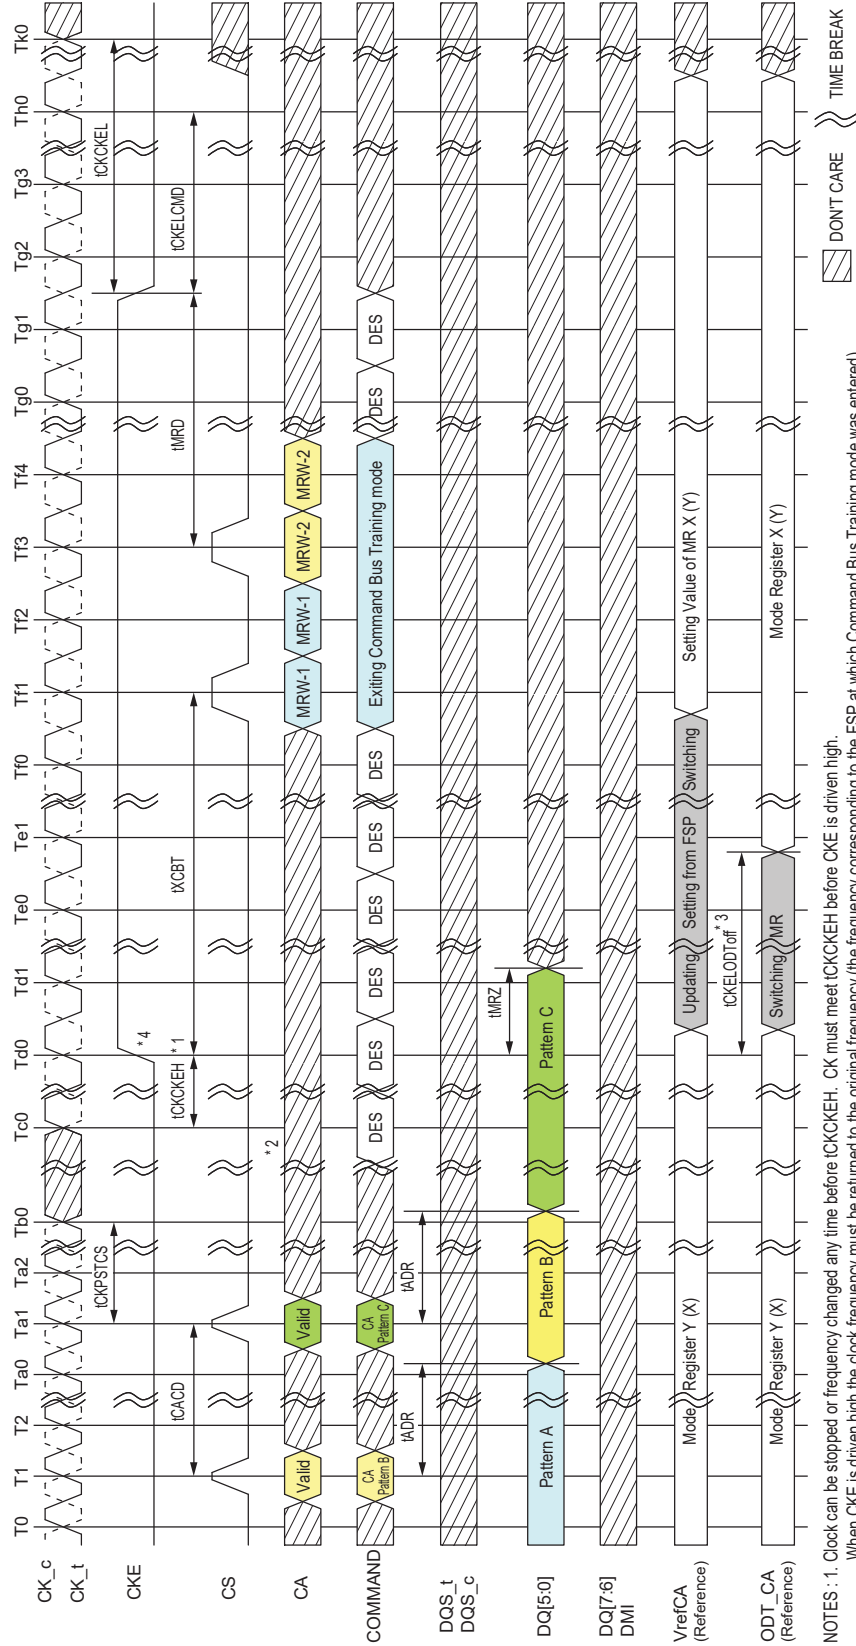 T0 T1 T2 Ta0 Ta1 Ta2 Tb0 Tc0 Td0 Td1 Te0 Te1 Tf0 Tf1 Tf2 Tf3 Tf4 Tg0 Tg1 Tg2 Tg3 Th0 Tk0
CK_c
CK_t
tCKPSTCS
tCKCKEH * 1
* 4
tCKCKEL
CKE
tCACD
tXCBT
tMRD
tCKELCMD
CS
* 2
CA
Valid Valid MRW-1 MRW-1 MRW-2 MRW-2
COMMAND
CA Pattern B
CA Pattern C
DES DES DES DES DES DES Exiting Command Bus Training mode DES DES
tADR tADR
DQS_t
DQS_c
tMRZ
DQ[5:0]
Pattern A Pattern B Pattern C
DQ[7:6]
DMI
VrefCA
(Reference)
Mode Register Y (X) Updating Setting from FSP Switching Setting Value of MR X (Y)
tCKELODToff * 3
ODT_CA
(Reference)
Mode Register Y (X) Switching MR Mode Register X (Y)
DON'T CARE TIME BREAK
NOTES : 1. Clock can be stopped or frequency changed any time before tCKCKEH. CK must meet tCKCKEH before CKE is driven high.
When CKE is driven high the clock frequency must be returned to the original frequency (the frequency corresponding to the FSP at which Command Bus Training mode was entered)